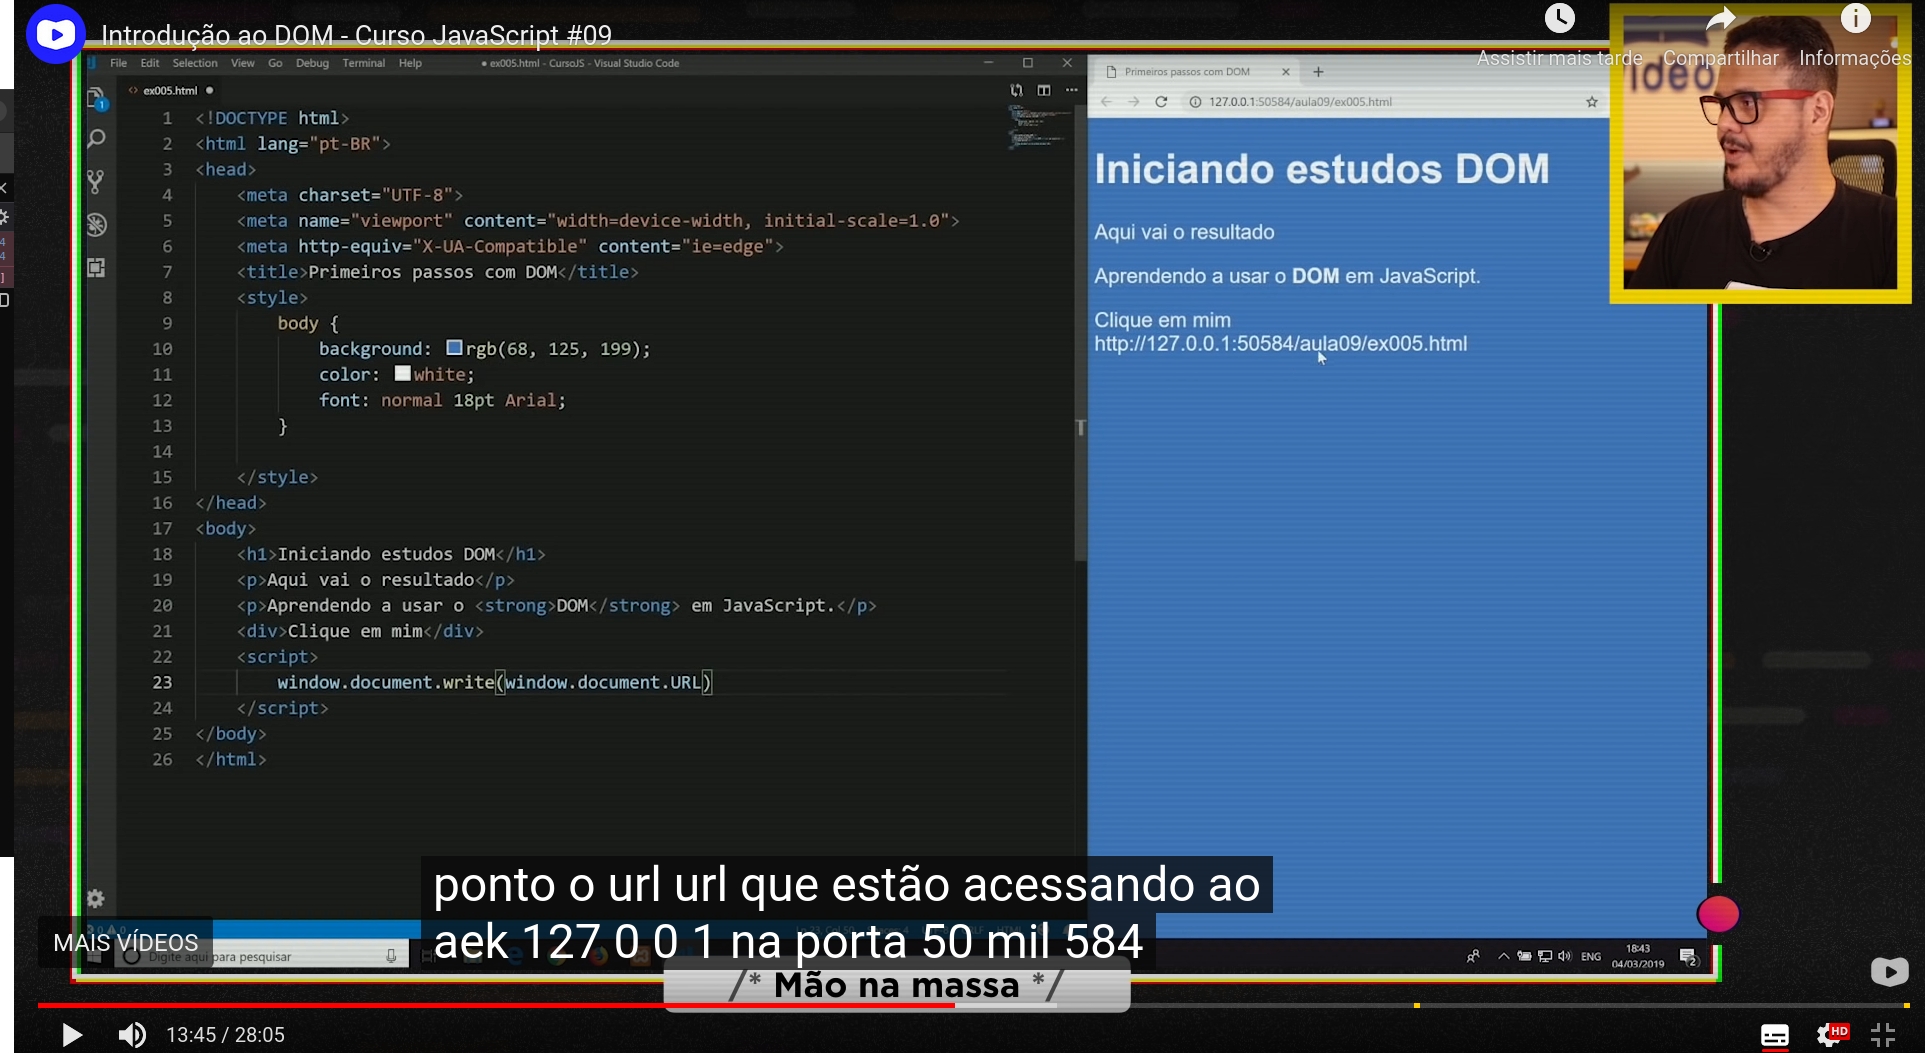 Introdução ao DOM - Curso JavaScript #09
Assistir mais tarde
Compartilhar
Informações
File Edit Selection View Go Debug Terminal Help
● ex005.html - CursoJS - Visual Studio Code
ex005.html
1 <!DOCTYPE html>
2 <html lang="pt-BR">
3 <head>
4 <meta charset="UTF-8">
5 <meta name="viewport" content="width=device-width, initial-scale=1.0">
6 <meta http-equiv="X-UA-Compatible" content="ie=edge">
7 <title>Primeiros passos com DOM</title>
8 <style>
9 body {
10 background: rgb(68, 125, 199);
11 color: white;
12 font: normal 18pt Arial;
13 }
14
15 </style>
16 </head>
17 <body>
18 <h1>Iniciando estudos DOM</h1>
19 <p>Aqui vai o resultado</p>
20 <p>Aprendendo a usar o <strong>DOM</strong> em JavaScript.</p>
21 <div>Clique em mim</div>
22 <script>
23 window.document.write(window.document.URL)
24 </script>
25 </body>
26 </html>
Primeiros passos com DOM
127.0.0.1:50584/aula09/ex005.html
Iniciando estudos DOM
Aqui vai o resultado
Aprendendo a usar o DOM em JavaScript.
Clique em mim
http://127.0.0.1:50584/aula09/ex005.html
ponto o url url que estão acessando ao
aek 127 0 0 1 na porta 50 mil 584
MAIS VÍDEOS
Digite aqui para pesquisar
ENG
18:43
04/03/2019
2
/* Mão na massa */
13:45 / 28:05
HD